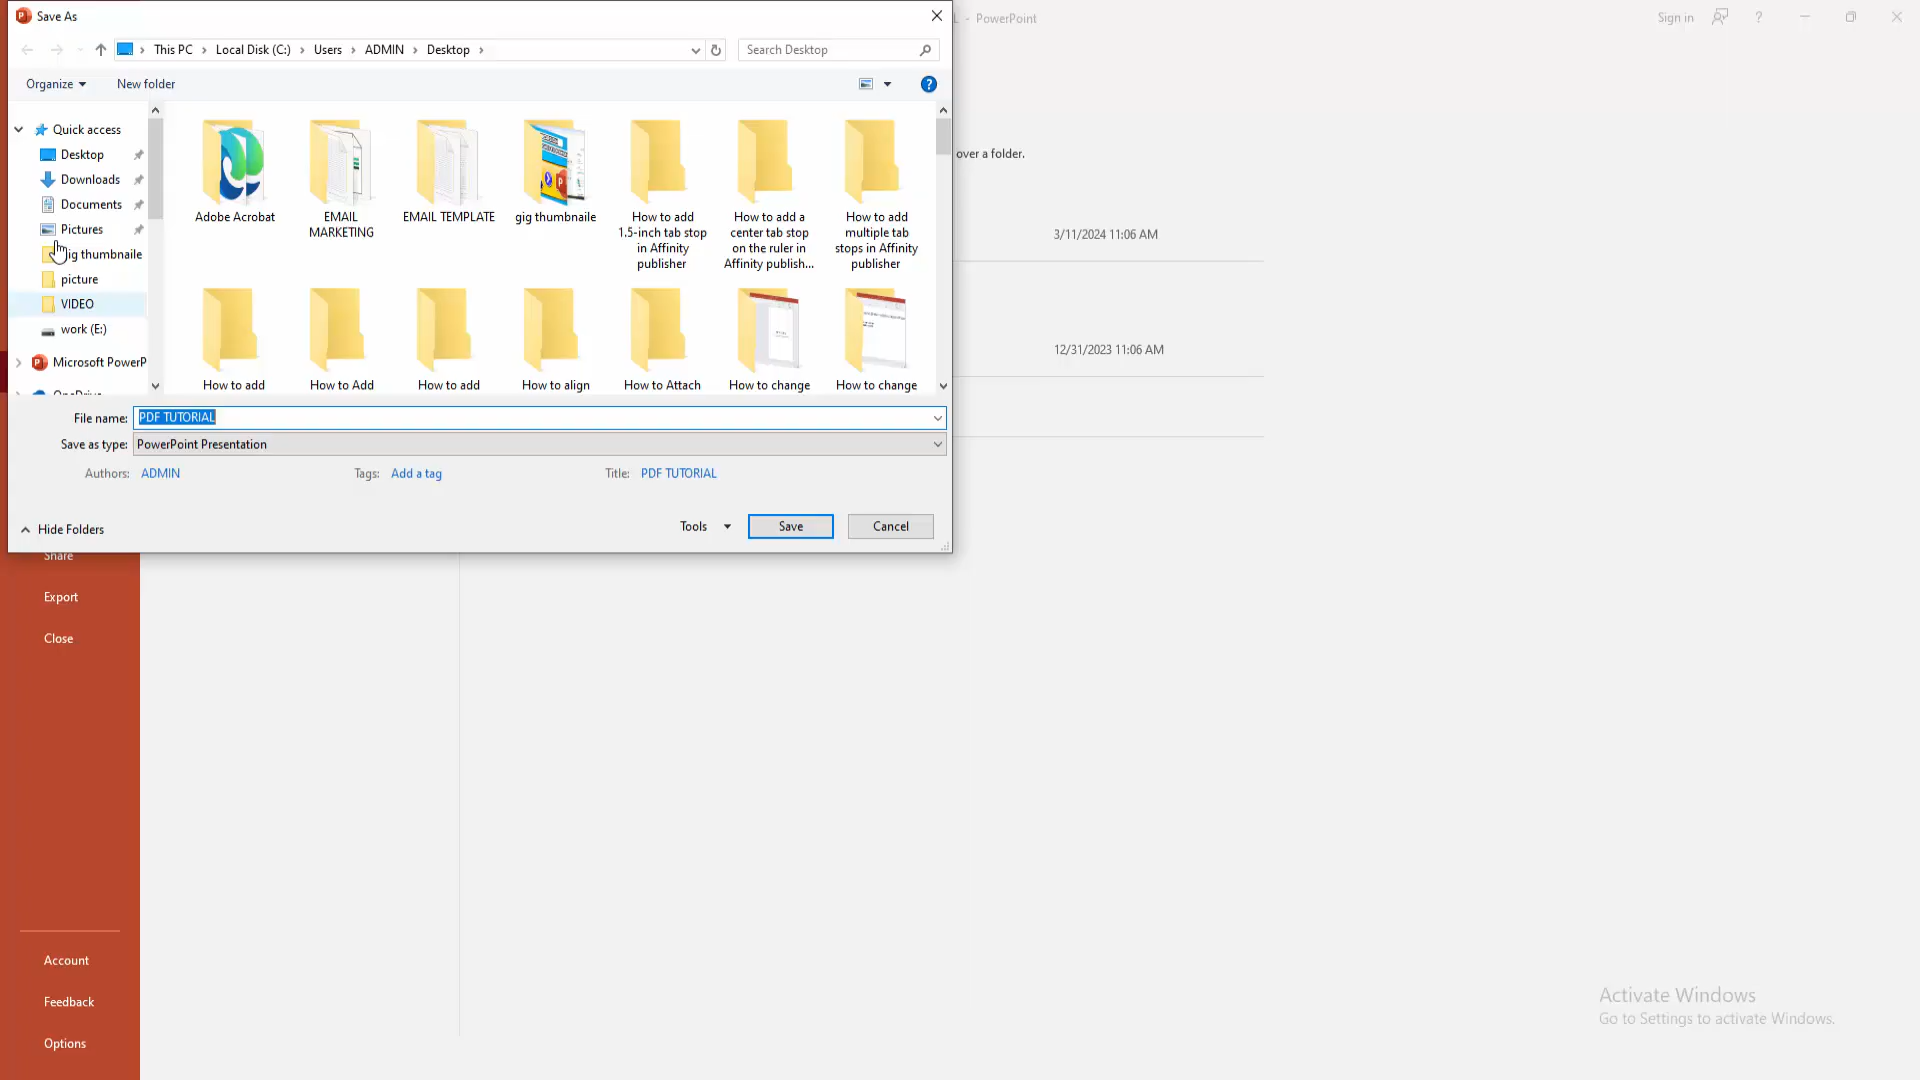 Save As
L - PowerPoint
Sign in
?
This PC > Local Disk (C:) > Users > ADMIN > Desktop >
Search Desktop
Organize
New folder
?
Quick access
Desktop
Downloads
Documents
Pictures
ig thumbnaile
picture
VIDEO
work (E:)
Microsoft PowerP
OneDrive
Adobe Acrobat
EMAIL
MARKETING
EMAIL TEMPLATE
gig thumbnaile
How to add
1.5-inch tab stop
in Affinity
publisher
How to add a
center tab stop
on the ruler in
Affinity publish...
How to add
multiple tab
stops in Affinity
publisher
How to add
How to Add
How to add
How to align
How to Attach
How to change
How to change
over a folder.
3/11/2024 11:06 AM
12/31/2023 11:06 AM
File name: PDF TUTORIAL
Save as type: PowerPoint Presentation
Authors: ADMIN
Tags: Add a tag
Title: PDF TUTORIAL
Hide Folders
Tools
Save
Cancel
Share
Export
Close
Account
Feedback
Options
Activate Windows
Go to Settings to activate Windows.